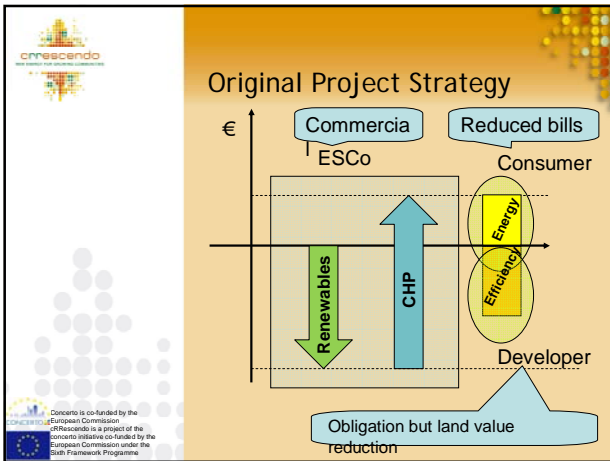 crrescendo
Original Project Strategy
€
Commercia
l
ESCo
Reduced bills
Consumer
Renewables
CHP
Energy
Efficiency
Developer
Obligation but land value
reduction
CONCERTO
Concerto is co-funded by the
European Commission
cRRescendo is a project of the
concerto initiative co-funded by the
European Commission under the
Sixth Framework Programme